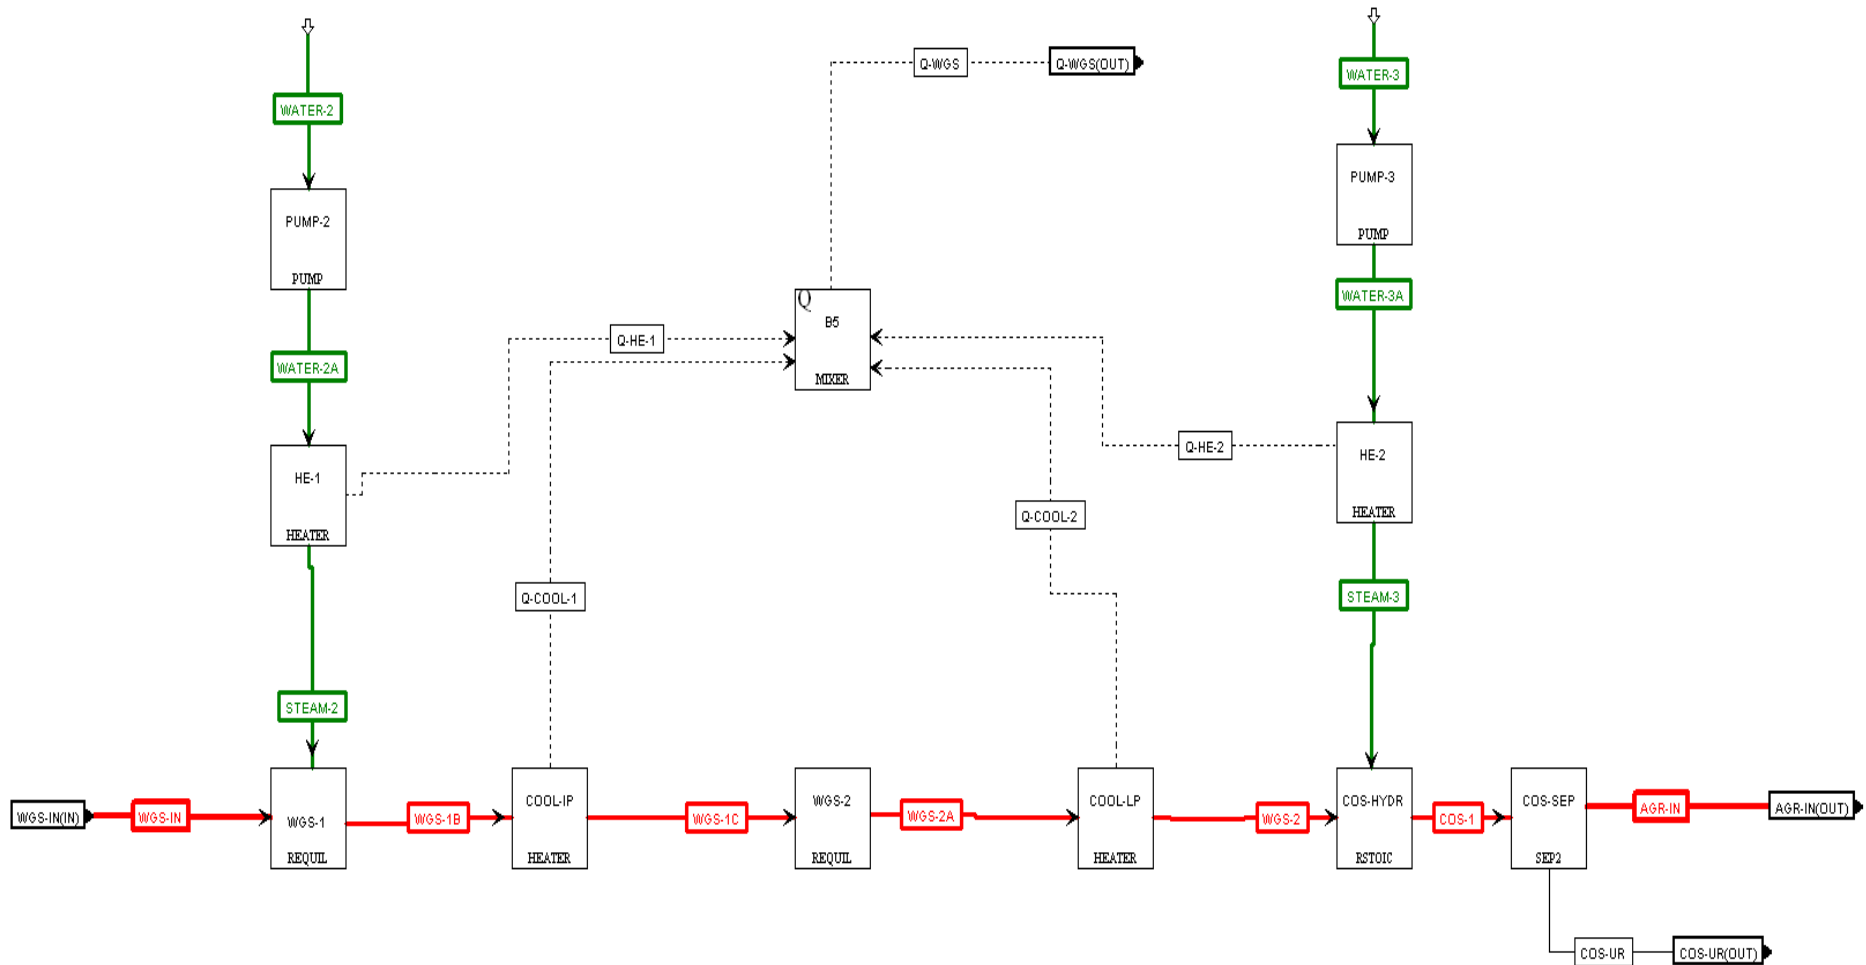 Q-WGS
Q-WGS(OUT)
WATER-3
WATER-2
PUMP-3
PUMP
PUMP-2
PUMP
WATER-3A
Q
B5
MIXER
Q-HE-1
WATER-2A
Q-HE-2
HE-2
HEATER
HE-1
HEATER
Q-COOL-2
Q-COOL-1
STEAM-3
STEAM-2
WGS-IN(IN)
WGS-IN
WGS-1
REQUIL
WGS-1B
COOL-IP
HEATER
WGS-1C
WGS-2
REQUIL
WGS-2A
COOL-LP
HEATER
WGS-2
COS-HYDR
RSTOIC
COS-1
COS-SEP
SEP2
AGR-IN
AGR-IN(OUT)
COS-UR
COS-UR(OUT)